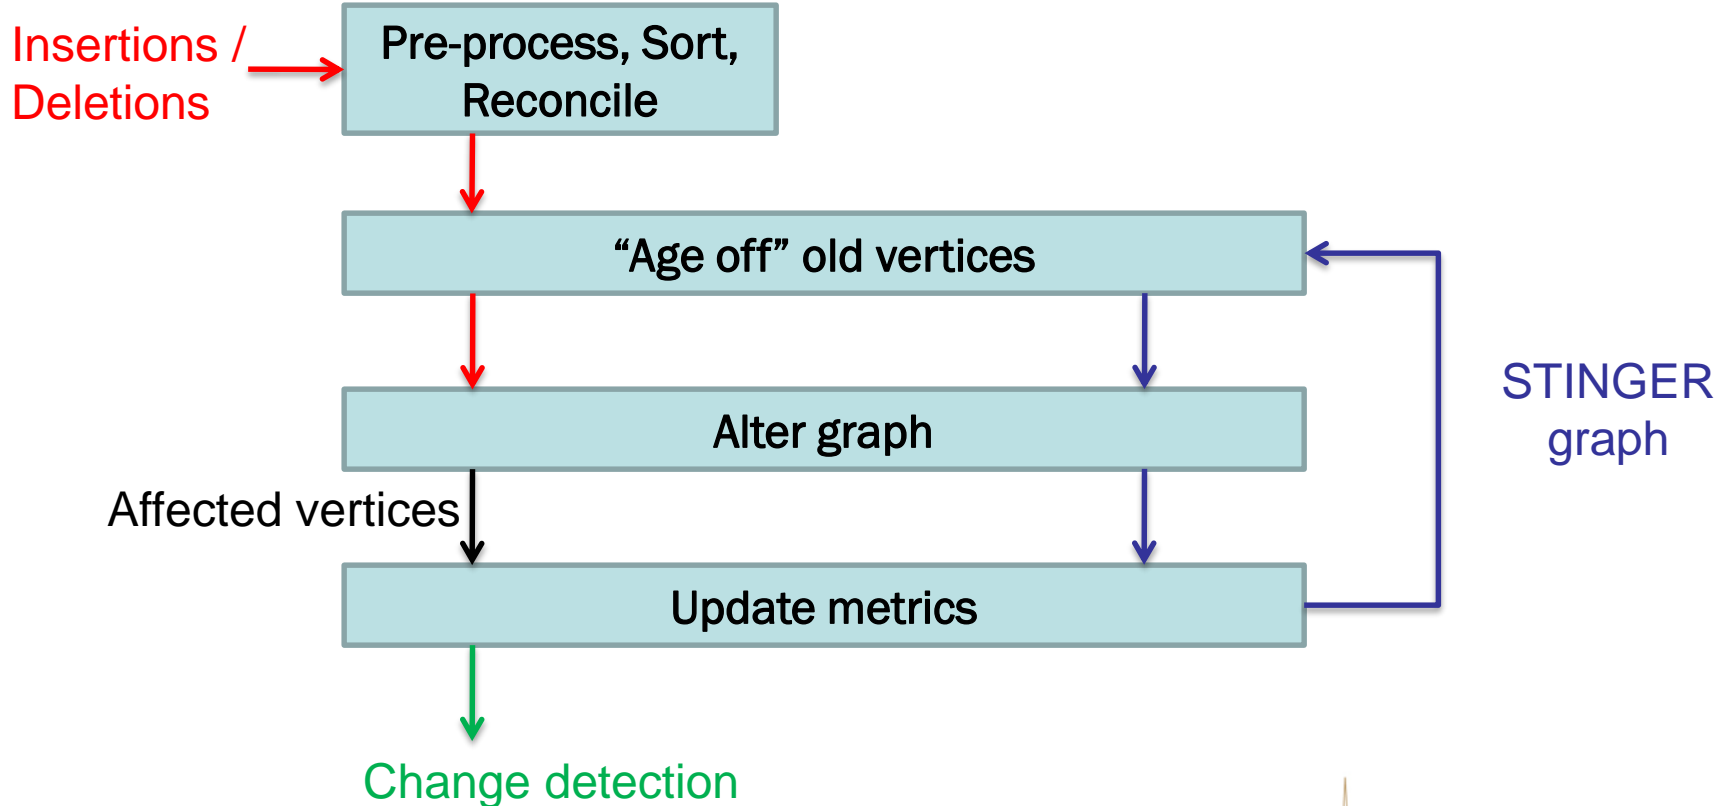 Insertions /
Deletions
Pre-process, Sort,
Reconcile
“Age off” old vertices
Alter graph
STINGER
graph
Affected vertices
Update metrics
Change detection